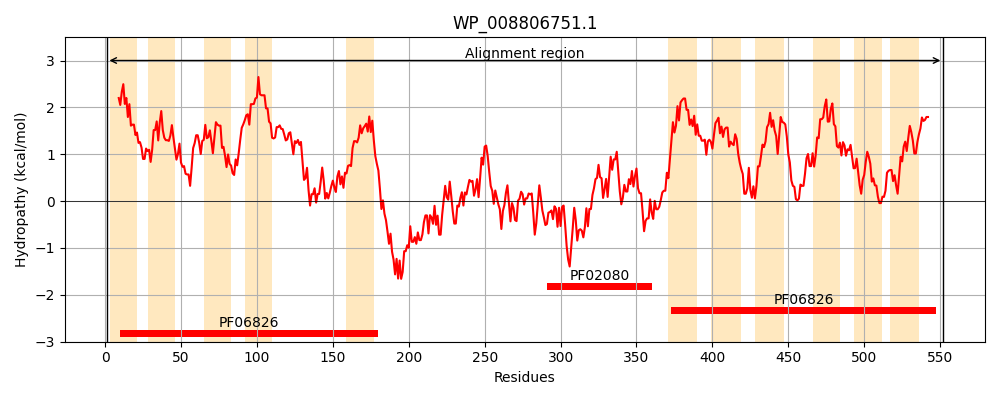 WP_008806751.1
Hydropathy (kcal/mol)
3
2
1
0
−1
−2
−3
Alignment region
PF02080
PF06826
PF06826
0 50 100 150 200 250 300 350 400 450 500 550
Residues